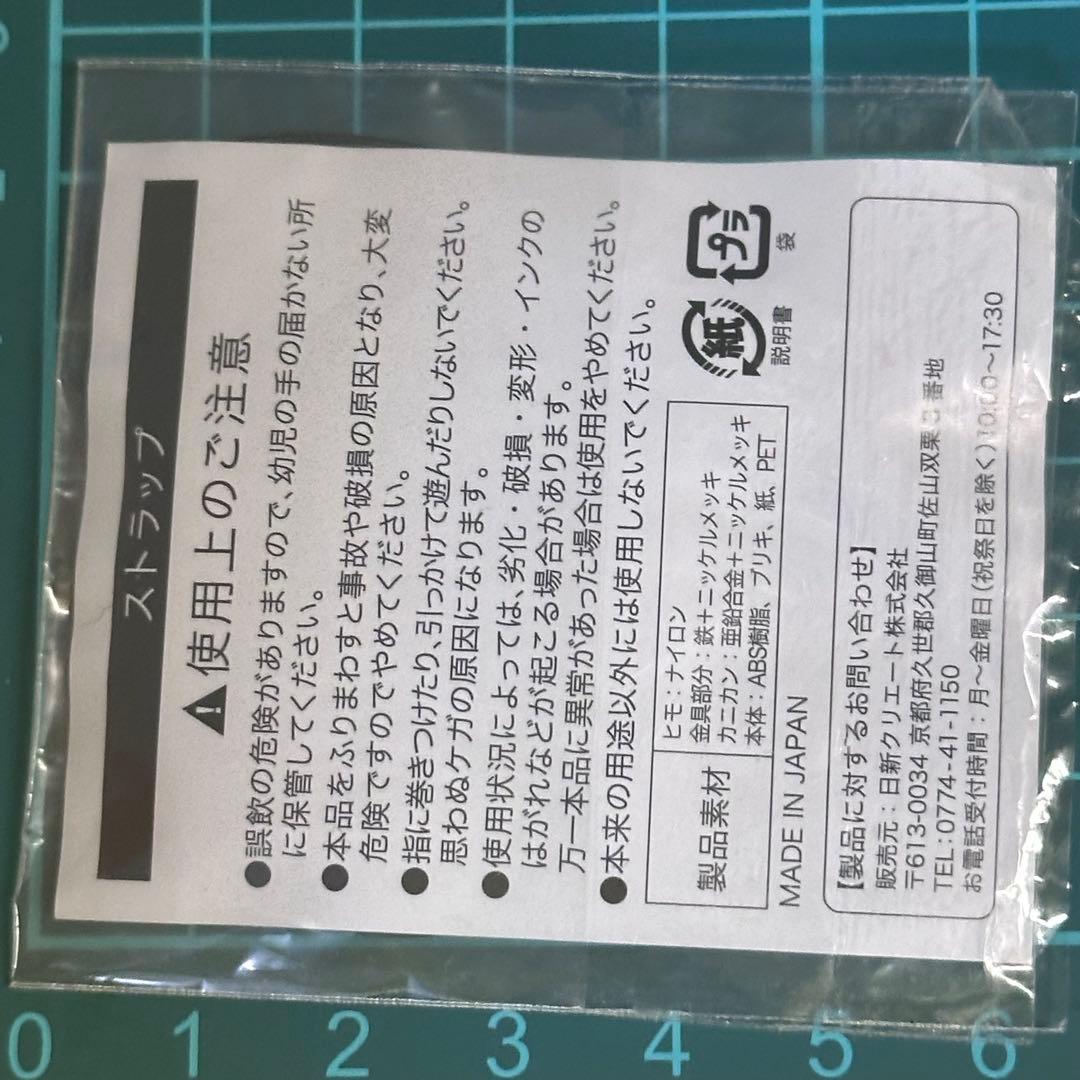 ストラップ
⚠使用上のご注意
●誤飲の危険がありますので、幼児の手の届かない所
に保管してください。
●本品をふりまわすと事故や破損の原因となり、大変
危険ですのでやめてください。
●指に巻きつけたり、引っかけて遊んだりしないでください。
思わぬケガの原因になります。
●使用状況によっては、劣化・破損・変形・インクの
はがれなどが起こる場合があります。
万一本品に異常があった場合は使用をやめてください。
●本来の用途以外には使用しないでください。
製品素材
ヒモ：ナイロン
金具部分：鉄＋ニッケルメッキ
カニカン：亜鉛合金＋ニッケルメッキ
本体：ABS樹脂、ブリキ、紙、PET
紙
説明書
プラ
袋
MADE IN JAPAN
【製品に対するお問い合わせ】
販売元：日新クリエート株式会社
〒613-0034 京都府久世郡久御山町佐山双栗 番地
TEL:0774-41-1150
お電話受付時間：月～金曜日(祝祭日を除く)10:00～17:30
0 1 2 3 4 5 6